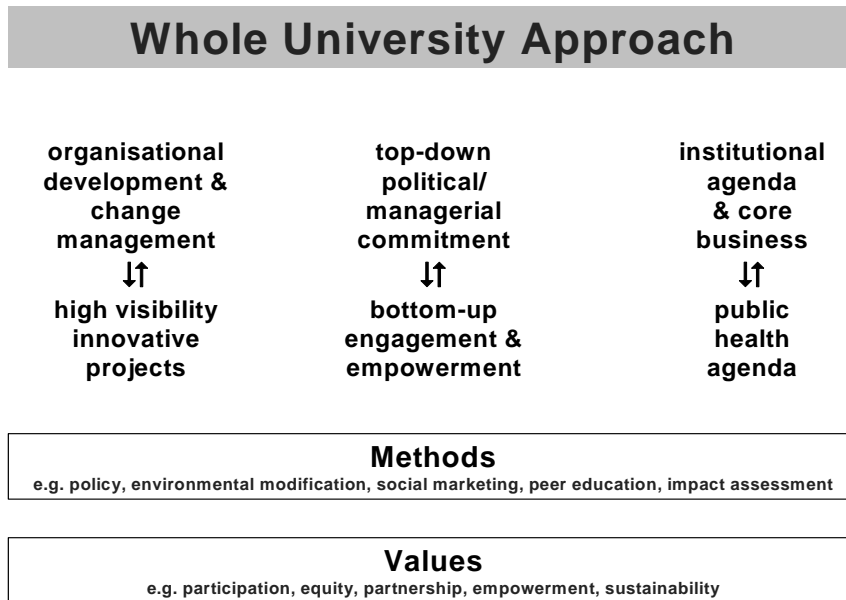 Whole University Approach
organisational
development &
change
management
↓↑
high visibility
innovative
projects
top-down
political/
managerial
commitment
↓↑
bottom-up
engagement &
empowerment
institutional
agenda
& core
business
↓↑
public
health
agenda
Methods
e.g. policy, environmental modification, social marketing, peer education, impact assessment
Values
e.g. participation, equity, partnership, empowerment, sustainability